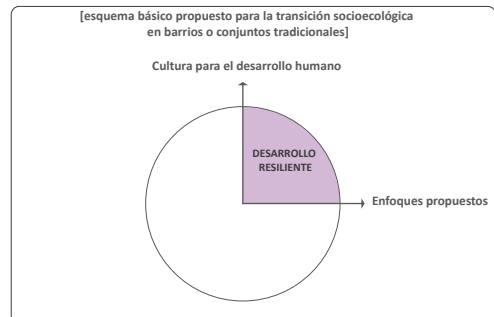 [esquema básico propuesto para la transición socioecológica
en barrios o conjuntos tradicionales]
Cultura para el desarrollo humano
DESARROLLO
RESILIENTE
Enfoques propuestos